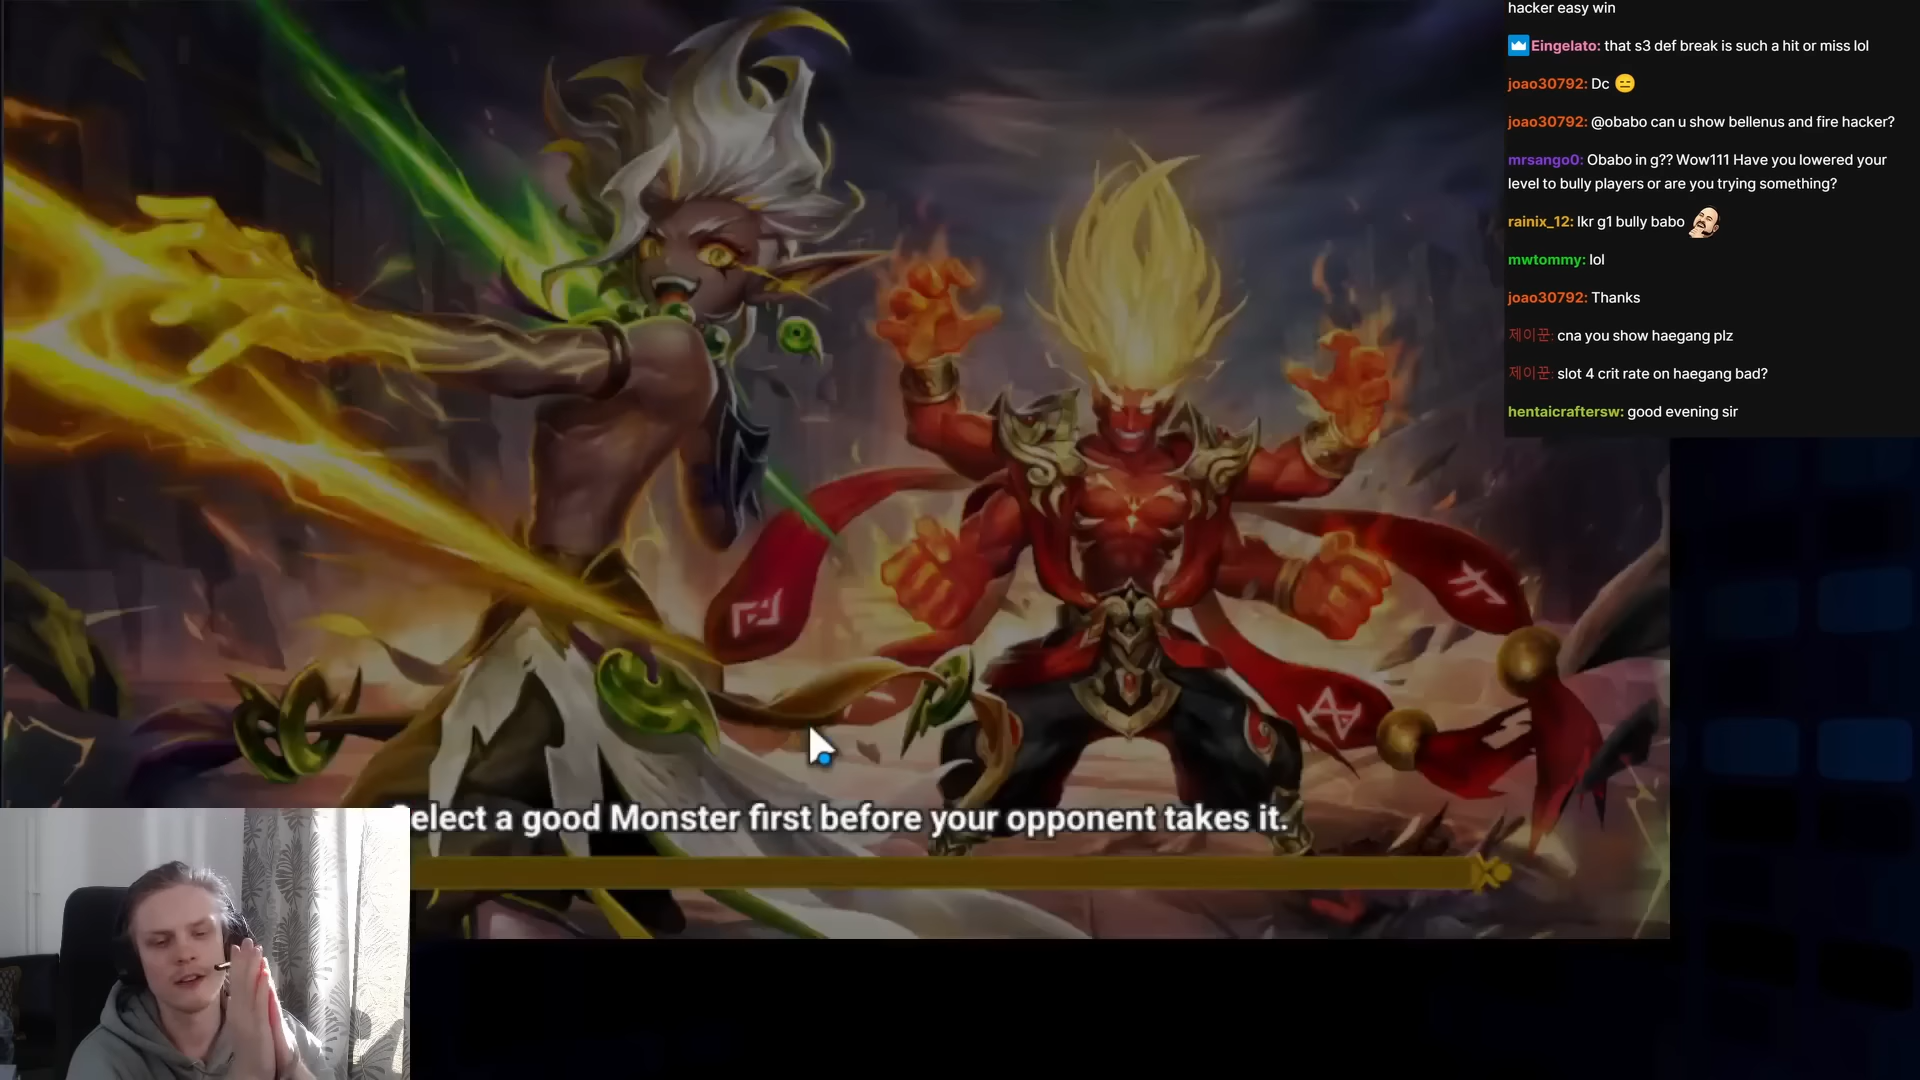 hacker easy win
Eingelato: that s3 def break is such a hit or miss lol
joao30792: Dc 😑
joao30792: @obabo can u show bellenus and fire hacker?
mrsango0: Obabo in g?? Wow111 Have you lowered your
level to bully players or are you trying something?
rainix_12: Ikr g1 bully babo
mwtommy: lol
joao30792: Thanks
제이꾼: cna you show haegang plz
제이꾼: slot 4 crit rate on haegang bad?
hentaicraftersw: good evening sir
Select a good Monster first before your opponent takes it.